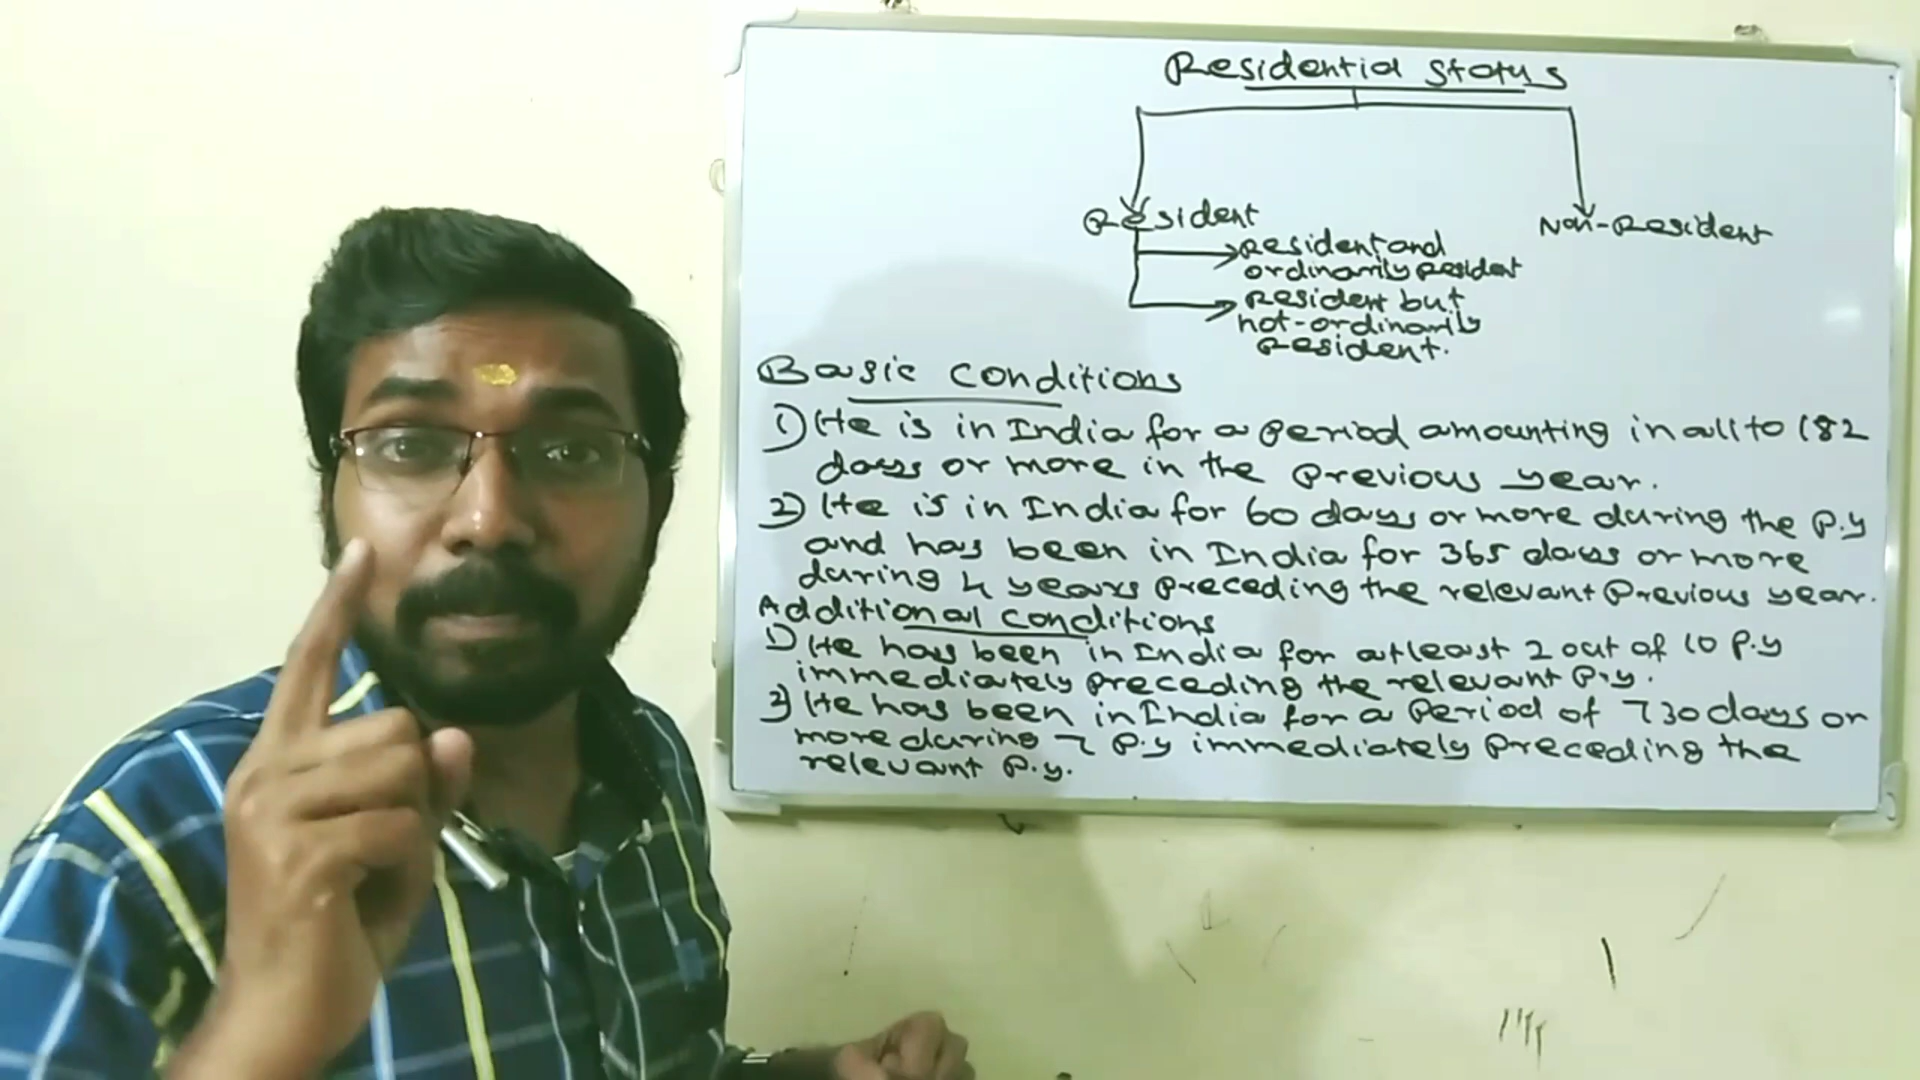 Residential status
Resident
Non-Resident
Resident and
ordinarily resident
Resident but
not-ordinarily
Resident.
Basic conditions
1) He is in India for a period amounting in all to 182
days or more in the Previous year.
2) He is in India for 60 days or more during the P.y
and has been in India for 365 days or more
during 4 years preceding the relevant Previous year.
Additional conditions
1) He has been in India for atleast 2 out of 10 P.y
immediately preceding the relevant P.y.
2) He has been in India for a Period of 730 days or
more during 7 P.y immediately preceding the
relevant P.y.